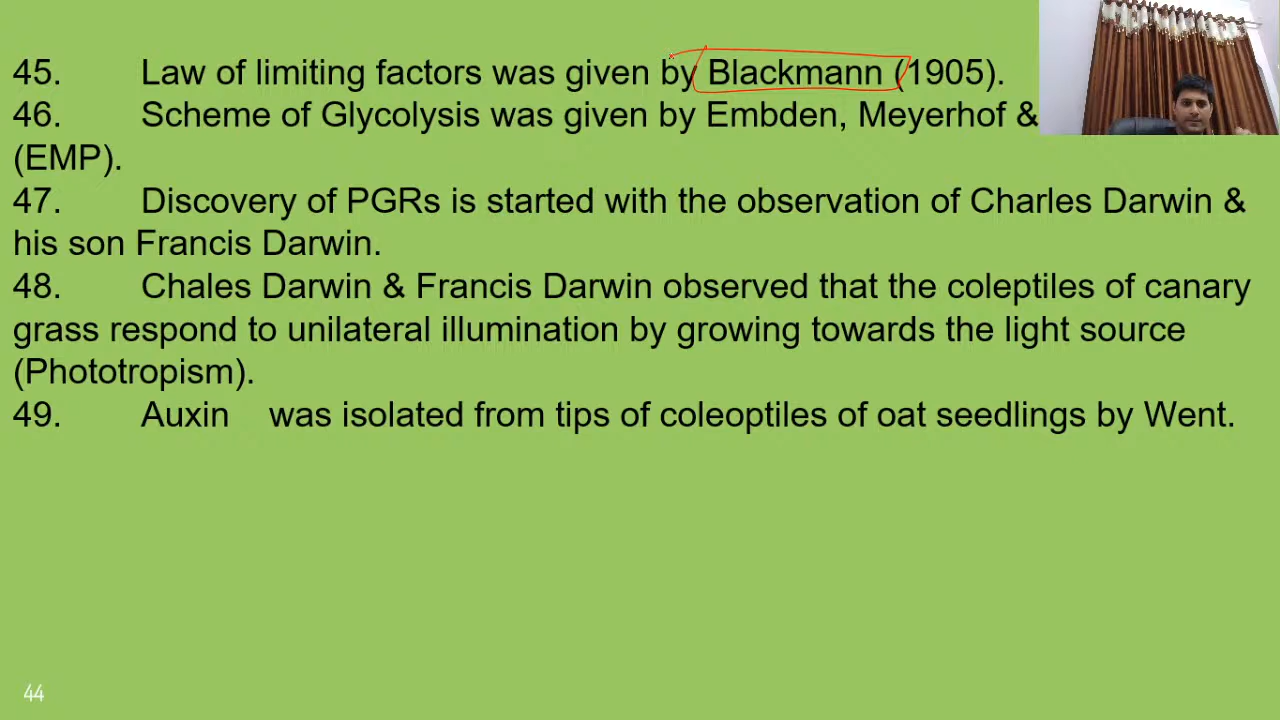 45. Law of limiting factors was given by Blackmann (1905).
46. Scheme of Glycolysis was given by Embden, Meyerhof &
(EMP).
47. Discovery of PGRs is started with the observation of Charles Darwin &
his son Francis Darwin.
48. Chales Darwin & Francis Darwin observed that the coleptiles of canary
grass respond to unilateral illumination by growing towards the light source
(Phototropism).
49. Auxin was isolated from tips of coleoptiles of oat seedlings by Went.
44